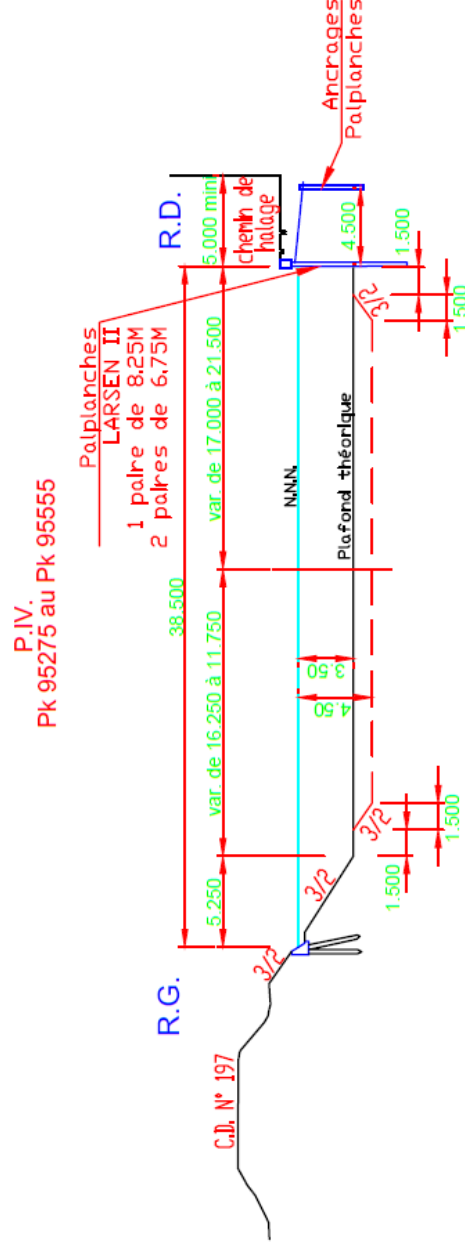 P.IV.
Pk 95275 au Pk 95555
Palplanches
LARSEN II
1 paire de 8,25M
2 paires de 6,75M
R.G.
R.D.
38.500
5.000 mini
chemin de
halage
Ancrages
Palplanches
5.250
var. de 16.250 à 11.750
var. de 17.000 à 21.500
C.D. N° 197
3/2
N.N.N.
3/2
3.50
4.50
Plafond théorique
4.500
3/2
3/2
1.500
1.500
1.500
1.500